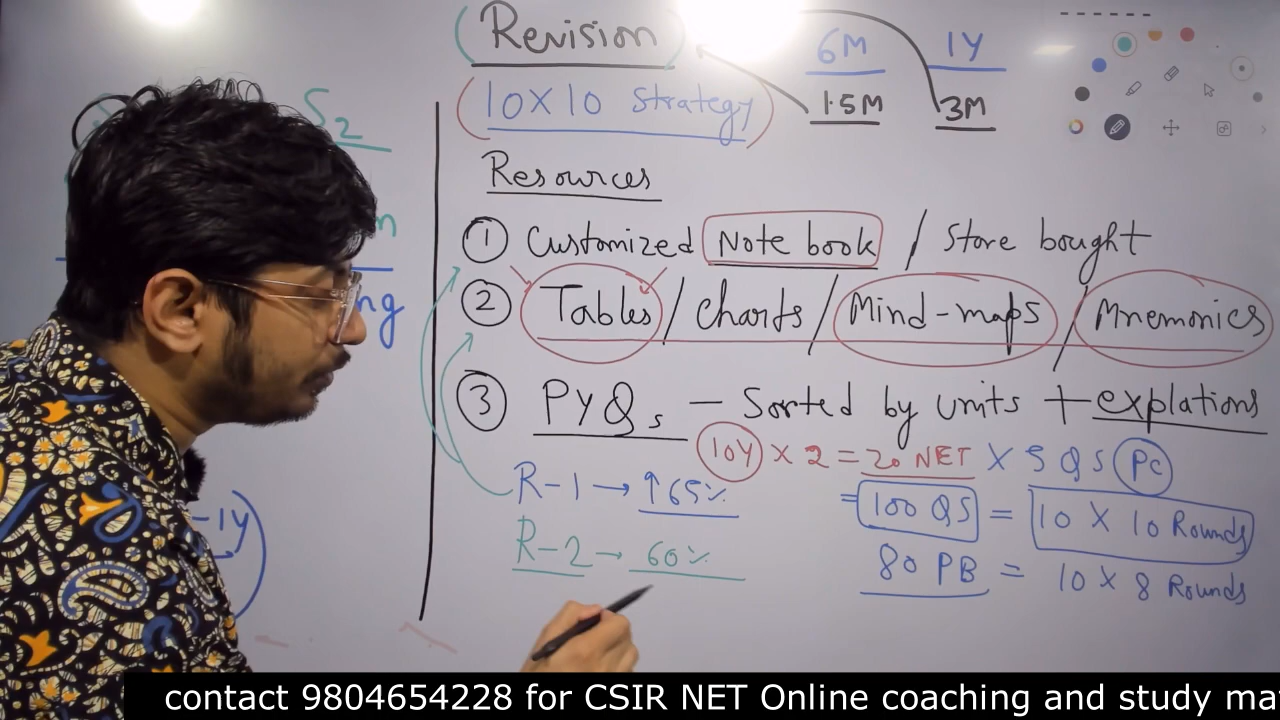 Revision
6M 1Y
10X10 Strategy
1.5M 3M
Resources
S2
① Customized Note book / Store bought
② Tables / Charts / Mind-maps / Mnemonics
③ PYQs — Sorted by units + explations
10Y X 2 = 20 NET X 5 QS PC
R-1 → ↑65%
= 100 QS = 10 X 10 Rounds
R-2 → 60%
80 PB = 10 X 8 Rounds
-1Y
contact 9804654228 for CSIR NET Online coaching and study ma